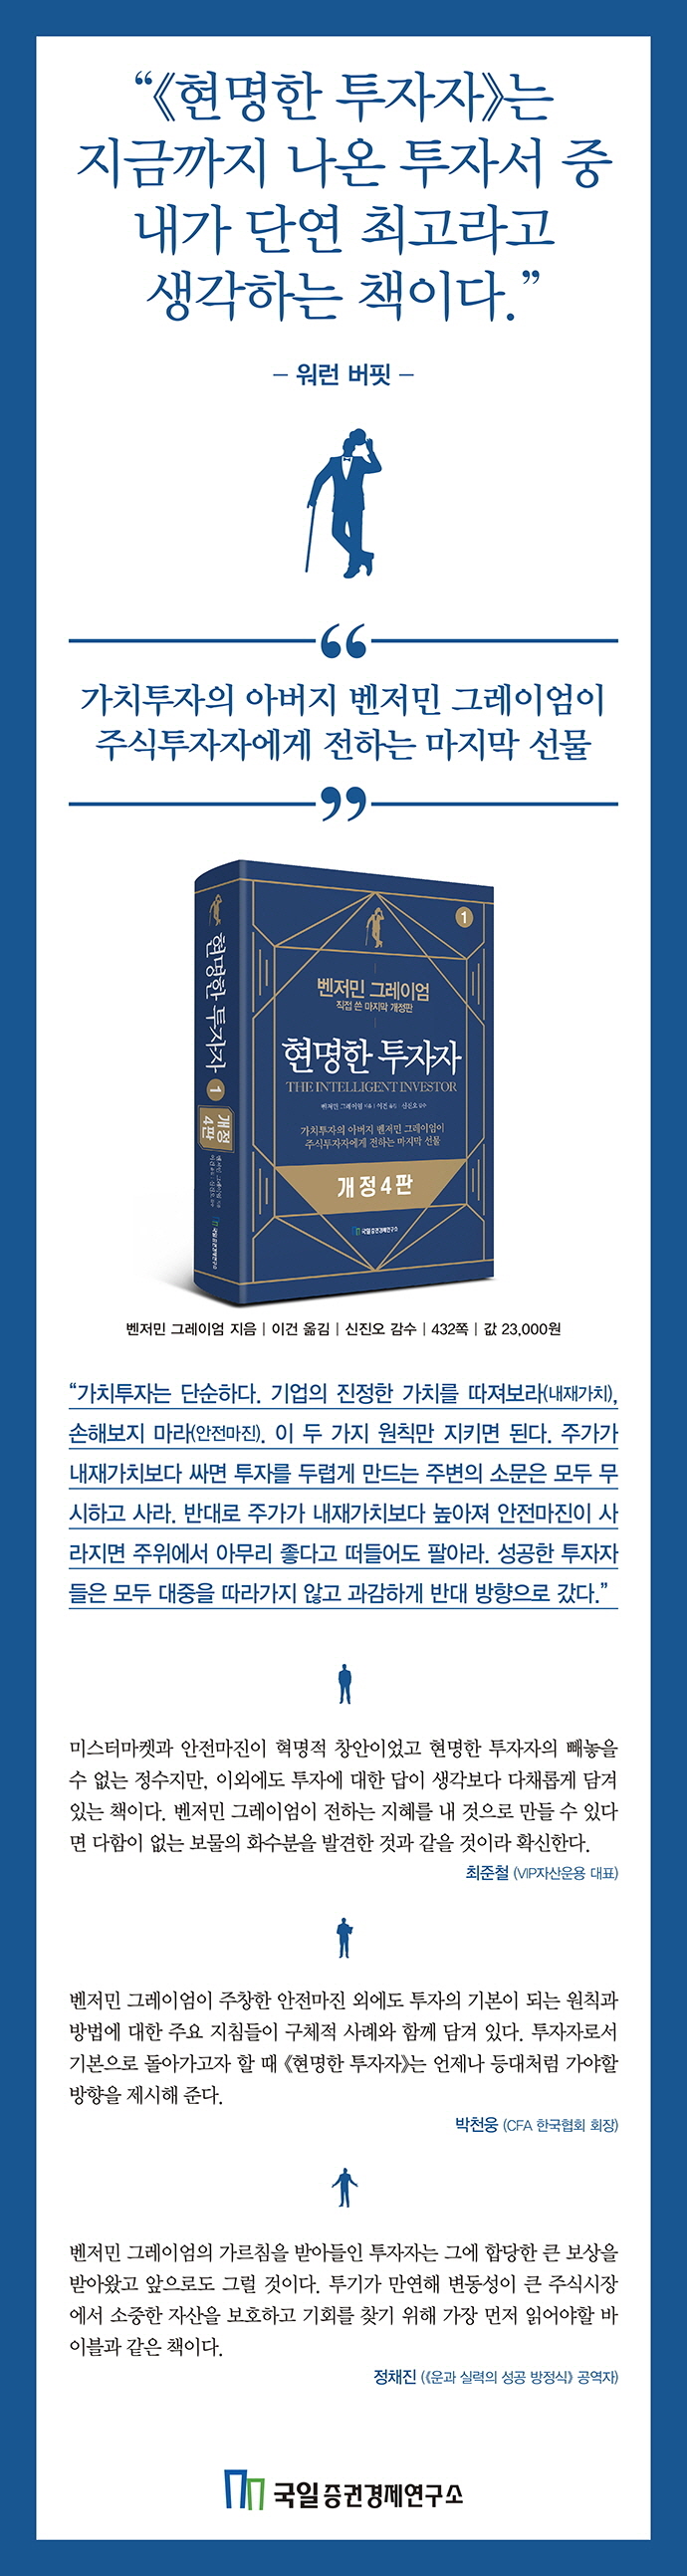 “《현명한 투자자》는
지금까지 나온 투자서 중
내가 단연 최고라고
생각하는 책이다.”
– 워런 버핏 –
“
가치투자의 아버지 벤저민 그레이엄이
주식투자자에게 전하는 마지막 선물
”
현명한 투자자
1
개정
4판
국일증권경제연구소
1
벤저민 그레이엄
직접 쓴 마지막 개정판
현명한 투자자
THE INTELLIGENT INVESTOR
벤저민 그레이엄 지음 | 이건 옮김 | 신진오 감수
가치투자의 아버지 벤저민 그레이엄이
주식투자자에게 전하는 마지막 선물
개정4판
국일증권경제연구소
벤저민 그레이엄 지음 | 이건 옮김 | 신진오 감수 | 432쪽 | 값 23,000원
“가치투자는 단순하다. 기업의 진정한 가치를 따져보라(내재가치),
손해보지 마라(안전마진). 이 두 가지 원칙만 지키면 된다. 주가가
내재가치보다 싸면 투자를 두렵게 만드는 주변의 소문은 모두 무
시하고 사라. 반대로 주가가 내재가치보다 높아져 안전마진이 사
라지면 주위에서 아무리 좋다고 떠들어도 팔아라. 성공한 투자자
들은 모두 대중을 따라가지 않고 과감하게 반대 방향으로 갔다.”
미스터마켓과 안전마진이 혁명적 창안이었고 현명한 투자자의 빼놓을
수 없는 정수지만, 이외에도 투자에 대한 답이 생각보다 다채롭게 담겨
있는 책이다. 벤저민 그레이엄이 전하는 지혜를 내 것으로 만들 수 있다
면 다함이 없는 보물의 화수분을 발견한 것과 같을 것이라 확신한다.
최준철 (VIP자산운용 대표)
벤저민 그레이엄이 주창한 안전마진 외에도 투자의 기본이 되는 원칙과
방법에 대한 주요 지침들이 구체적 사례와 함께 담겨 있다. 투자자로서
기본으로 돌아가고자 할 때 《현명한 투자자》는 언제나 등대처럼 가야할
방향을 제시해 준다.
박천웅 (CFA 한국협회 회장)
벤저민 그레이엄의 가르침을 받아들인 투자자는 그에 합당한 큰 보상을
받아왔고 앞으로도 그럴 것이다. 투기가 만연해 변동성이 큰 주식시장
에서 소중한 자산을 보호하고 기회를 찾기 위해 가장 먼저 읽어야할 바
이블과 같은 책이다.
정채진 (《운과 실력의 성공 방정식》 공역자)
국일증권경제연구소